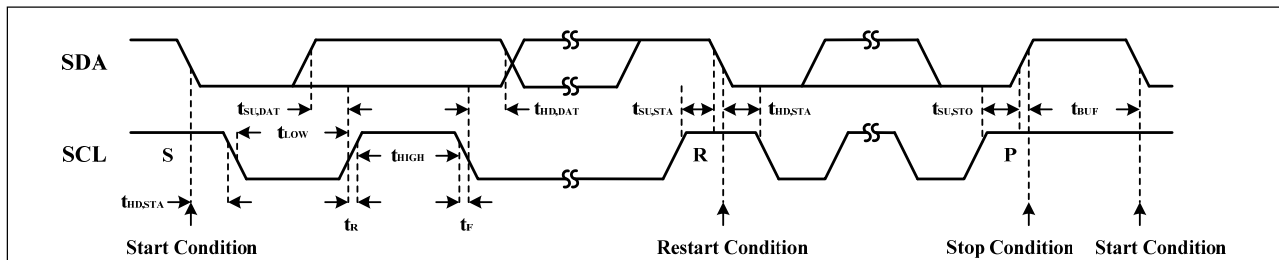 SDA
tSU,DAT tHD,DAT tSU,STA tHD,STA tSU,STO tBUF
tLOW
SCL S tHIGH R P
tHD,STA
tR tF
Start Condition Restart Condition Stop Condition Start Condition